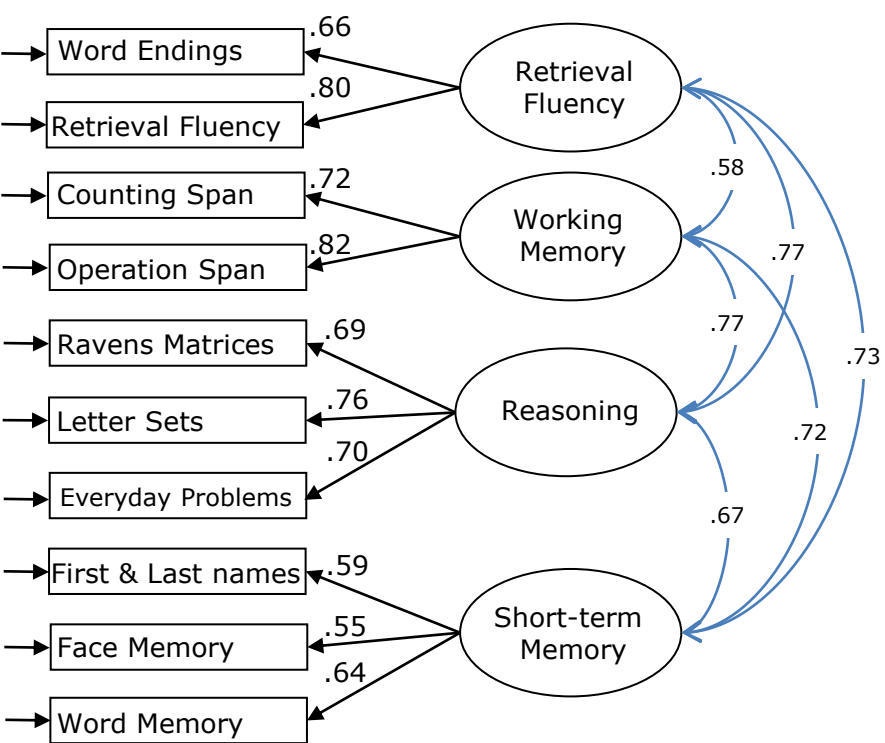 .66
Word Endings
Retrieval
Fluency
.80
Retrieval Fluency
.58
.72
Counting Span
Working
Memory
.82
Operation Span
.77
.77
.69
Ravens Matrices
.73
.76
Letter Sets
Reasoning
.72
.70
Everyday Problems
.67
.59
First & Last names
Short-term
Memory
.55
Face Memory
.64
Word Memory